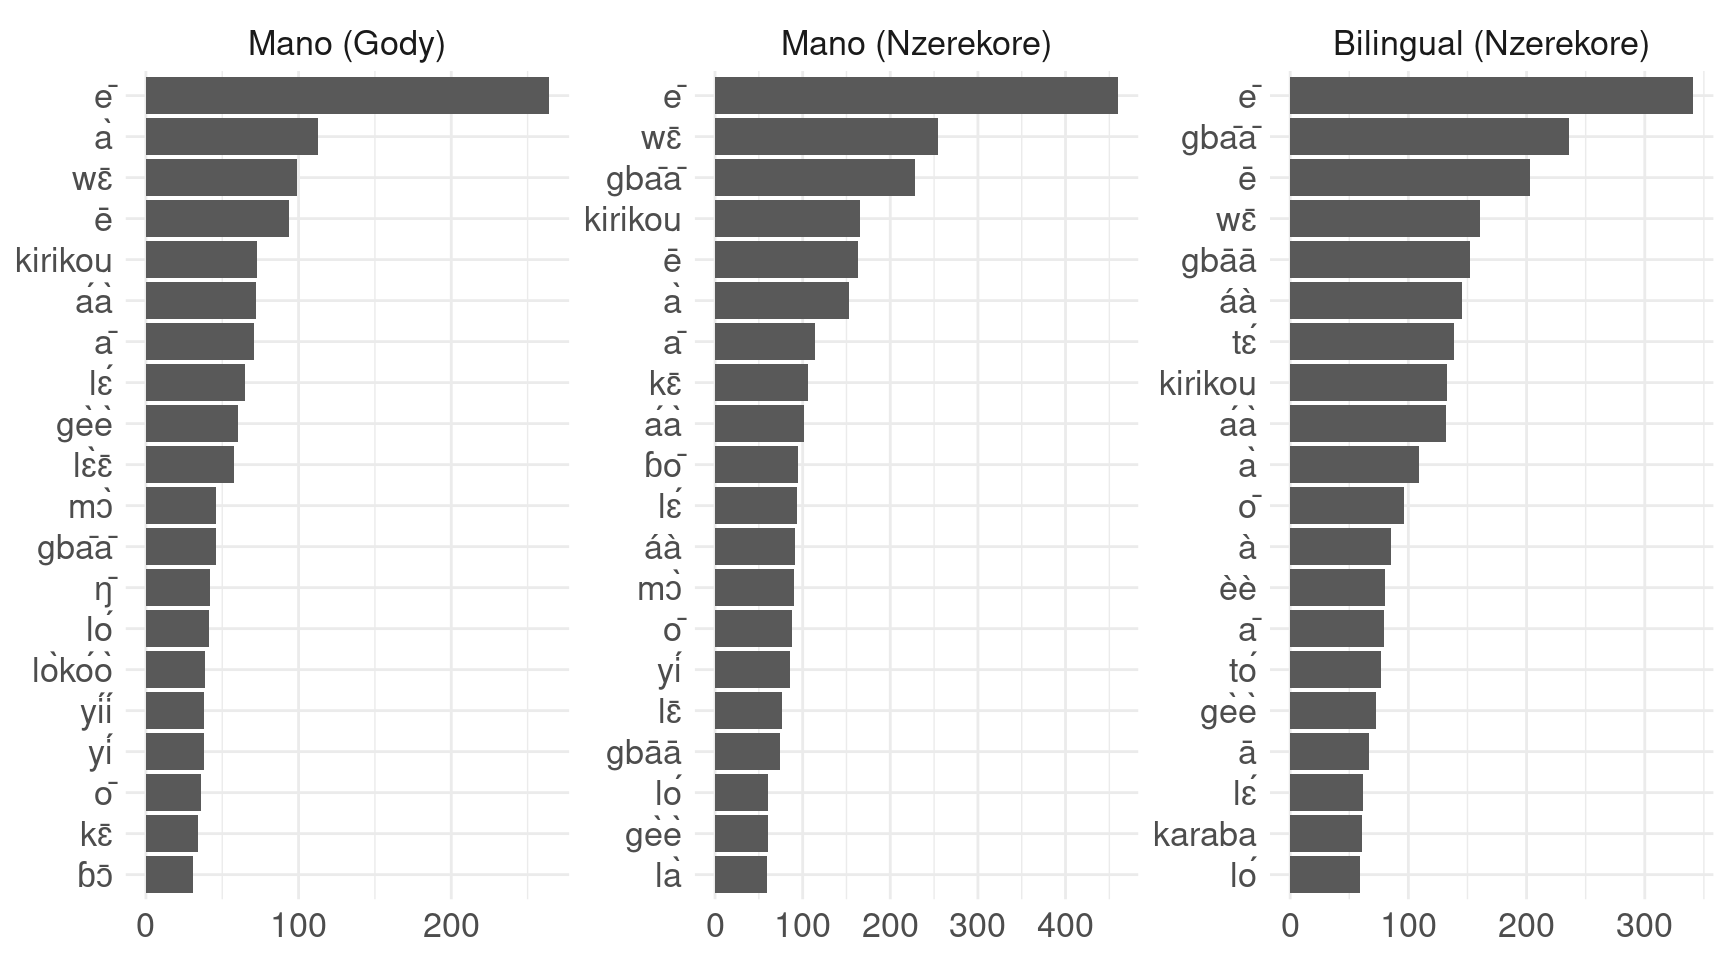 Mano (Gody)
ē
à
wɛ̄
ē
kirikou
áà
ā
lɛ́
gèè
lɛ̀ɛ̄
mɔ̀
gbāā
ŋ̄
ló
lòkóò
yíí
yí
ō
kɛ̄
ɓɔ̄
0 100 200
Mano (Nzerekore)
ē
wɛ̄
gbāā
kirikou
ē
à
ā
kɛ̄
áà
ɓō
lɛ́
áà
mɔ̀
ō
yí
lɛ̄
gbāā
ló
gèè
là
0 100 200 300 400
Bilingual (Nzerekore)
ē
gbāā
ē
wɛ̄
gbāā
áà
tɛ́
kirikou
áà
à
ō
à
èè
ā
tó
gèè
ā
lɛ́
karaba
ló
0 100 200 300